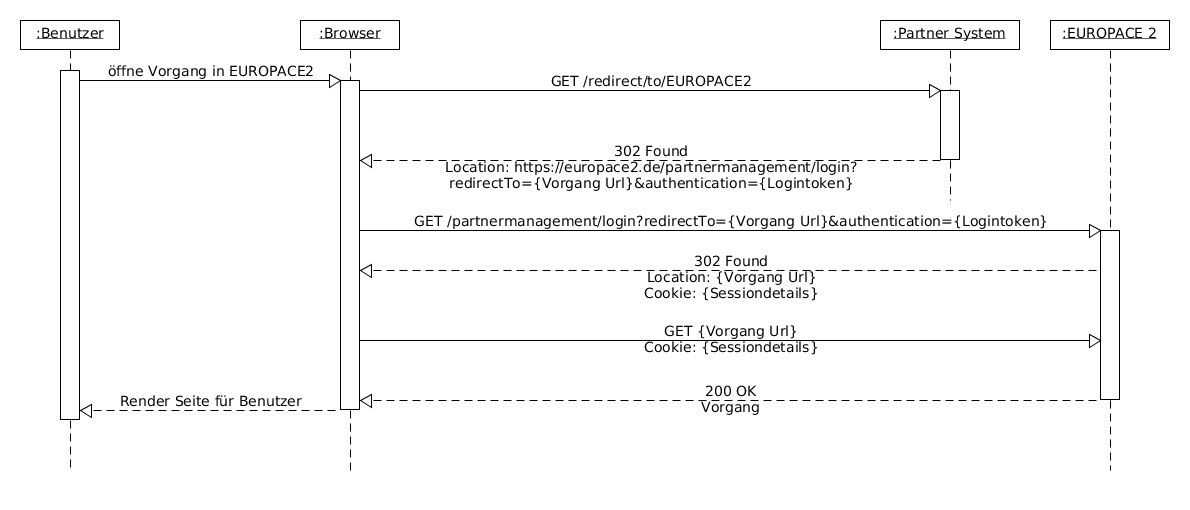 :Benutzer
:Browser
:Partner System
:EUROPACE 2
öffne Vorgang in EUROPACE2
GET /redirect/to/EUROPACE2
302 Found
Location: https://europace2.de/partnermanagement/login?
redirectTo={Vorgang Url}&authentication={Logintoken}
GET /partnermanagement/login?redirectTo={Vorgang Url}&authentication={Logintoken}
302 Found
Location: {Vorgang Url}
Cookie: {Sessiondetails}
GET {Vorgang Url}
Cookie: {Sessiondetails}
200 OK
Vorgang
Render Seite für Benutzer